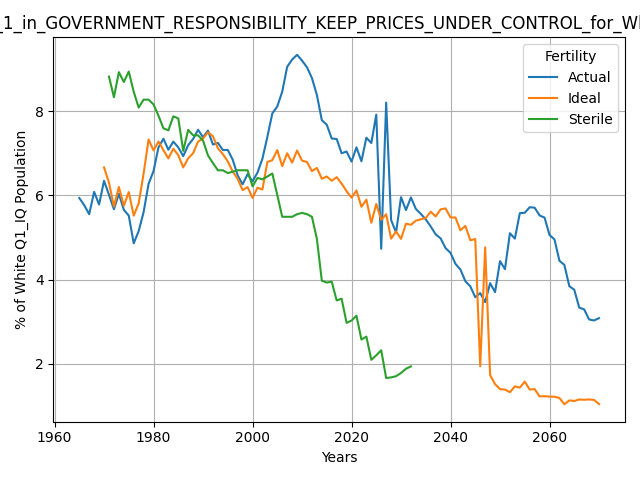 _1_in_GOVERNMENT_RESPONSIBILITY_KEEP_PRICES_UNDER_CONTROL_for_W
Fertility
Actual
Ideal
Sterile
% of White Q1_IQ Population
8
6
4
2
1960
1980
2000
2020
2040
2060
Years